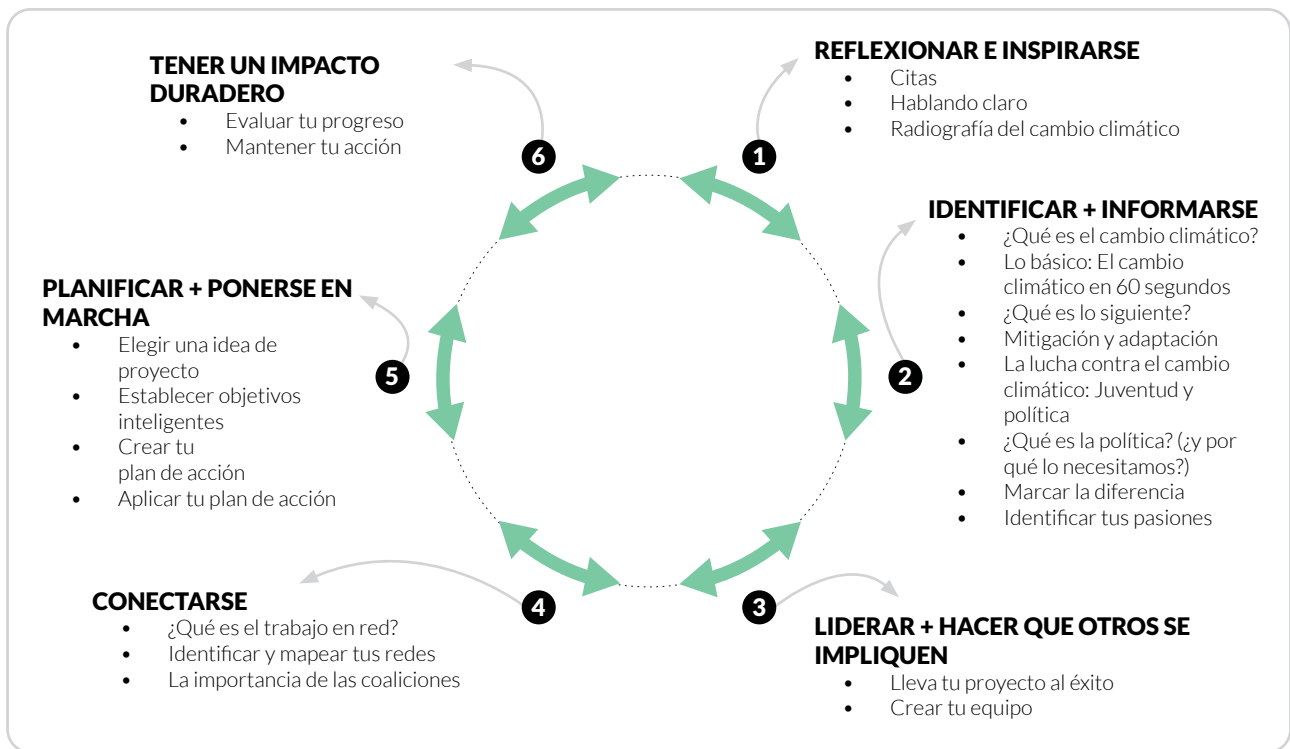 REFLEXIONAR E INSPIRARSE
• Citas
• Hablando claro
• Radiografía del cambio climático
1
IDENTIFICAR + INFORMARSE
• ¿Qué es el cambio climático?
• Lo básico: El cambio
climático en 60 segundos
• ¿Qué es lo siguiente?
• Mitigación y adaptación
• La lucha contra el cambio
climático: Juventud y
política
• ¿Qué es la política? (¿y por
qué lo necesitamos?)
• Marcar la diferencia
• Identificar tus pasiones
2
LIDERAR + HACER QUE OTROS SE
IMPLIQUEN
• Lleva tu proyecto al éxito
• Crear tu equipo
3
CONECTARSE
• ¿Qué es el trabajo en red?
• Identificar y mapear tus redes
• La importancia de las coaliciones
4
PLANIFICAR + PONERSE EN
MARCHA
• Elegir una idea de
proyecto
• Establecer objetivos
inteligentes
• Crear tu
plan de acción
• Aplicar tu plan de acción
5
TENER UN IMPACTO
DURADERO
• Evaluar tu progreso
• Mantener tu acción
6